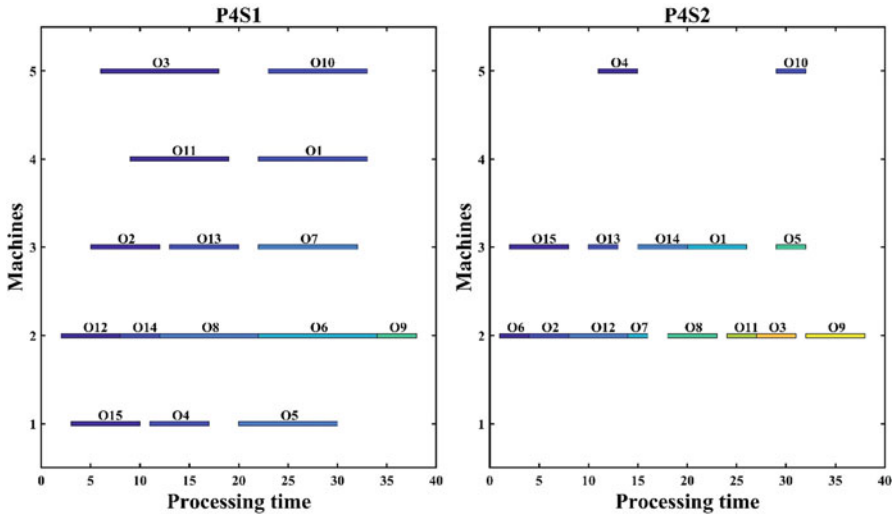 P4S1
5
O3
O10
4
O11
O1
3
O2
O13
O7
2
O12
O14
O8
O6
O9
1
O15
O4
O5
0 5 10 15 20 25 30 35 40
Machines
Processing time
P4S2
5
O4
O10
4
3
O15
O13
O14
O1
O5
2
O6
O2
O12
O7
O8
O11
O3
O9
1
0 5 10 15 20 25 30 35 40
Machines
Processing time